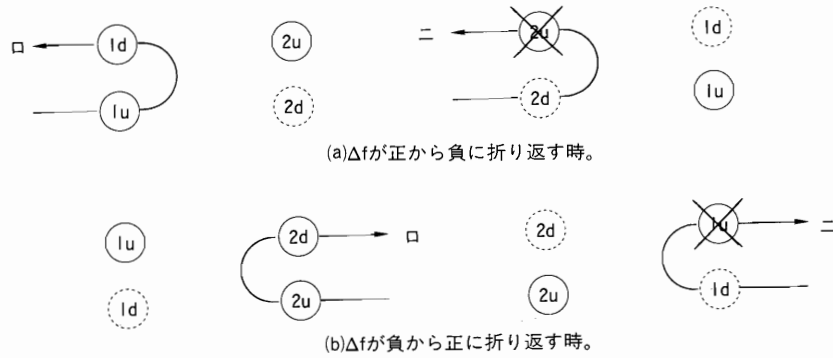 ロ 1d 2u ニ 2u 1d
1u 2d 2d 1u
(a)Δfが正から負に折り返す時。
1u 2d ロ 2d 1u ニ
1d 2u 2u 1d
(b)Δfが負から正に折り返す時。